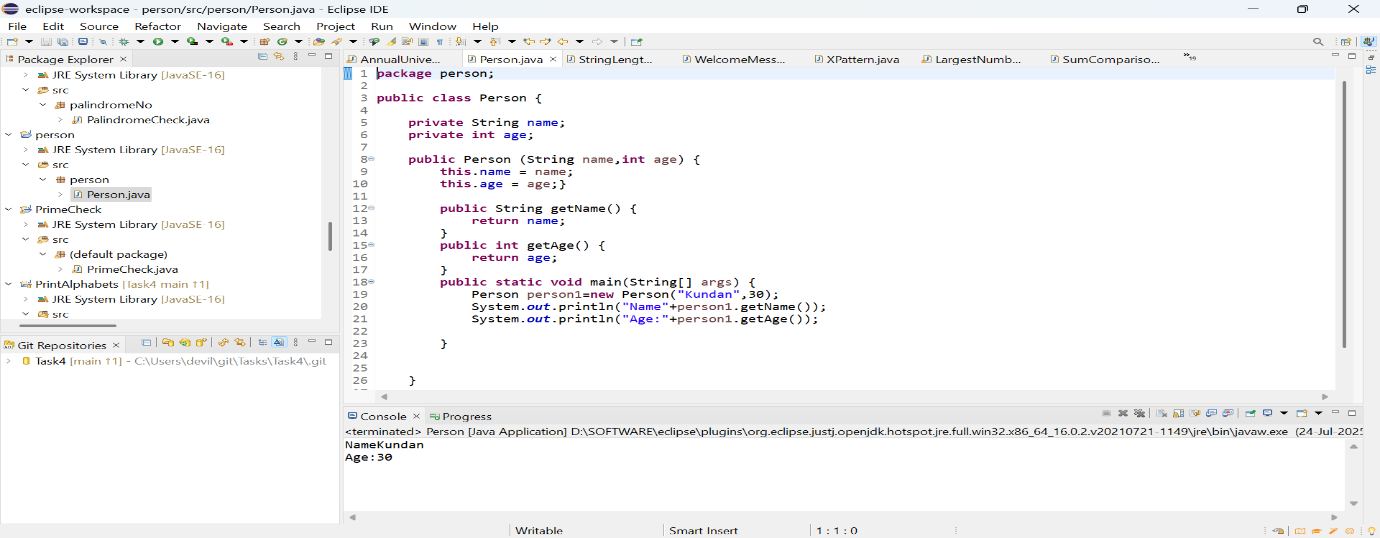 eclipse-workspace - person/src/person/Person.java - Eclipse IDE
File Edit Source Refactor Navigate Search Project Run Window Help
Package Explorer
JRE System Library [JavaSE-16]
src
palindromeNo
PalindromeCheck.java
person
JRE System Library [JavaSE-16]
src
person
Person.java
PrimeCheck
JRE System Library [JavaSE-16]
src
(default package)
PrimeCheck.java
PrintAlphabets [Task4 main ↑1]
JRE System Library [JavaSE-16]
src
Git Repositories
Task4 [main ↑1] - C:\Users\devil\git\Tasks\Task4\.git
AnnualUnive... Person.java StringLengt... WelcomeMess... XPattern.java LargestNumb... SumCompariso... »19
1 package person;
2
3 public class Person {
4
5 private String name;
6 private int age;
7
8 public Person (String name,int age) {
9 this.name = name;
10 this.age = age;}
11
12 public String getName() {
13 return name;
14 }
15 public int getAge() {
16 return age;
17 }
18 public static void main(String[] args) {
19 Person person1=new Person("Kundan",30);
20 System.out.println("Name"+person1.getName());
21 System.out.println("Age:"+person1.getAge());
22
23 }
24
25
26 }
Console Progress
<terminated> Person [Java Application] D:\SOFTWARE\eclipse\plugins\org.eclipse.justj.openjdk.hotspot.jre.full.win32.x86_64_16.0.2.v20210721-1149\jre\bin\javaw.exe (24-Jul-2025
NameKundan
Age:30
Writable Smart Insert 1 : 1 : 0